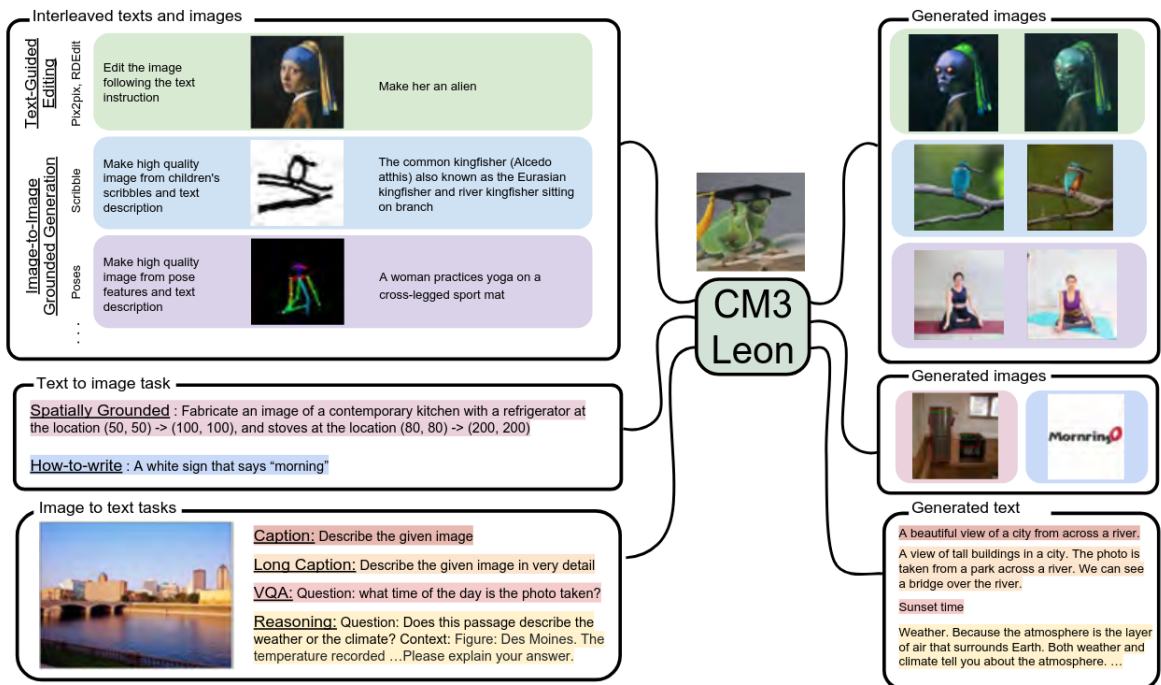 Interleaved texts and images
Text-Guided
Editing
Pix2pix, RDEdit
Edit the image
following the text
instruction
Make her an alien
Image-to-Image
Grounded Generation
Scribble
Make high quality
image from children's
scribbles and text
description
The common kingfisher (Alcedo
atthis) also known as the Eurasian
kingfisher and river kingfisher sitting
on branch
Poses
Make high quality
image from pose
features and text
description
A woman practices yoga on a
cross-legged sport mat
. . .
Text to image task
Spatially Grounded : Fabricate an image of a contemporary kitchen with a refrigerator at
the location (50, 50) -> (100, 100), and stoves at the location (80, 80) -> (200, 200)
How-to-write : A white sign that says “morning”
Image to text tasks
Caption: Describe the given image
Long Caption: Describe the given image in very detail
VQA: Question: what time of the day is the photo taken?
Reasoning: Question: Does this passage describe the
weather or the climate? Context: Figure: Des Moines. The
temperature recorded …Please explain your answer.
CM3
Leon
Generated images
Generated images
Mornring
Generated text
A beautiful view of a city from across a river.
A view of tall buildings in a city. The photo is
taken from a park across a river. We can see
a bridge over the river.
Sunset time
Weather. Because the atmosphere is the layer
of air that surrounds Earth. Both weather and
climate tell you about the atmosphere. …